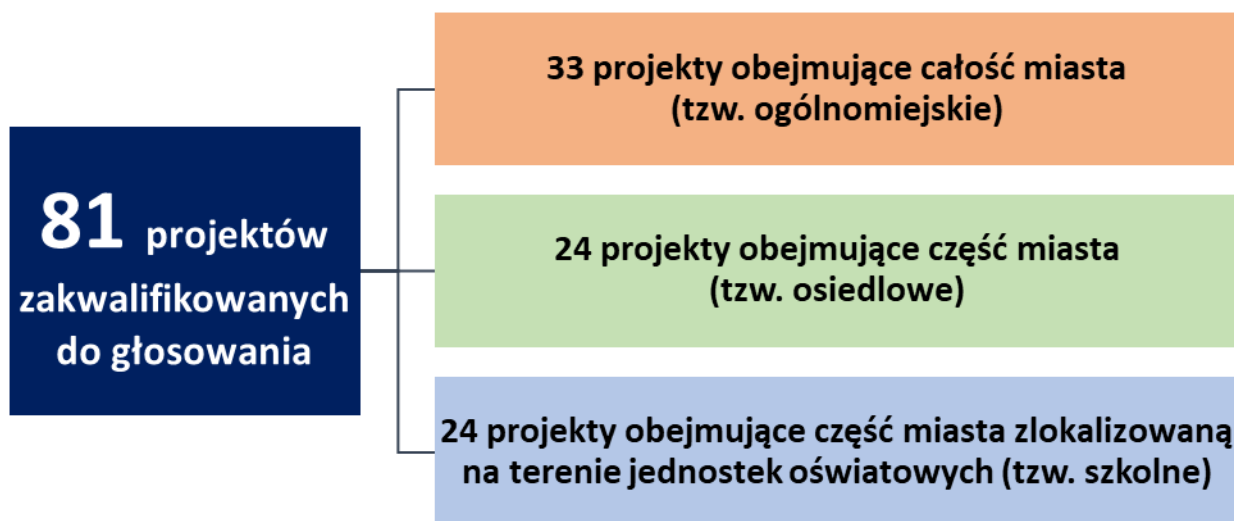 81 projektów
zakwalifikowanych
do głosowania
33 projekty obejmujące całość miasta
(tzw. ogólnomiejskie)
24 projekty obejmujące część miasta
(tzw. osiedlowe)
24 projekty obejmujące część miasta zlokalizowaną
na terenie jednostek oświatowych (tzw. szkolne)